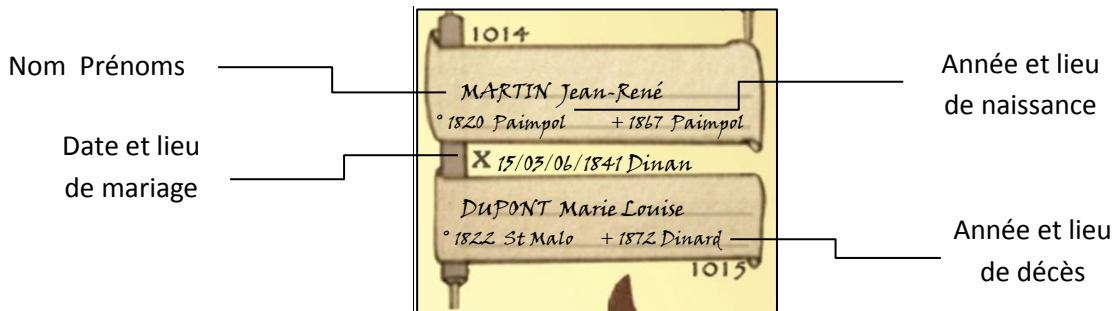 1014
Nom Prénoms
Année et lieu
de naissance
MARTIN Jean-René
° 1820 Paimpol + 1867 Paimpol
Date et lieu
de mariage
X 15/03/06/1841 Dinan
DUPONT Marie Louise
° 1822 St Malo + 1872 Dinard
Année et lieu
de décès
1015